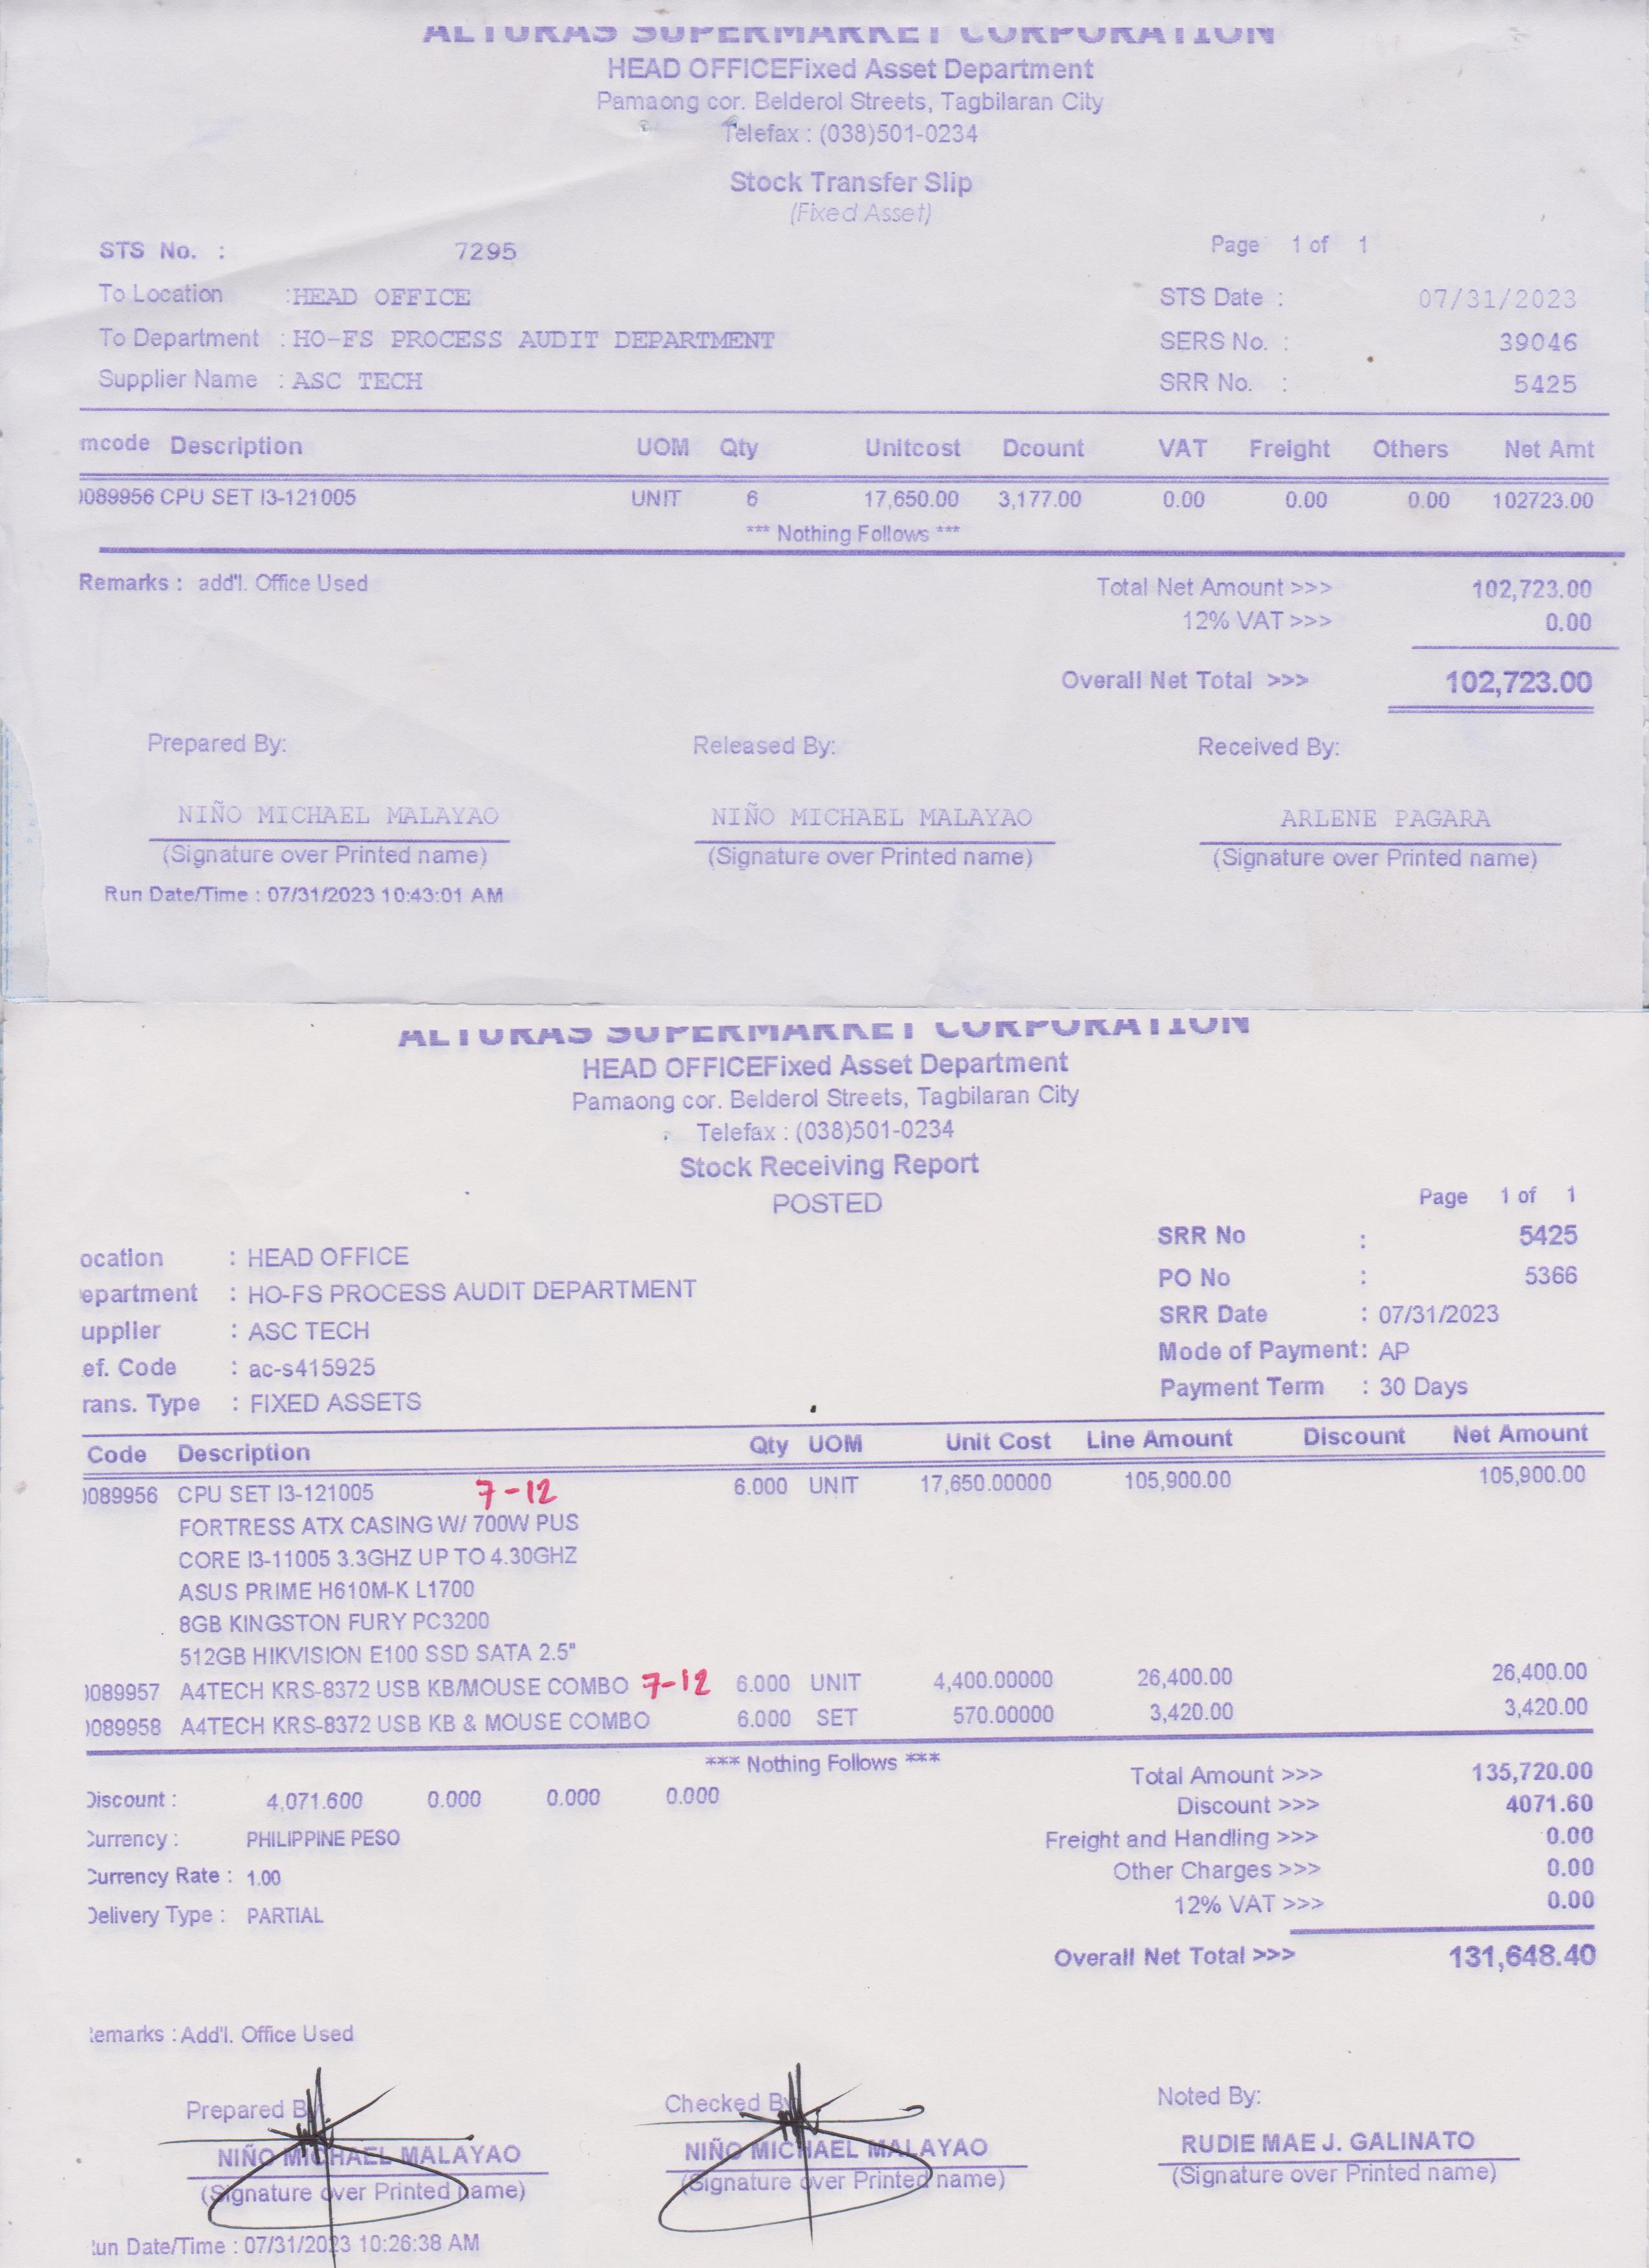 ALTURAS SUPERMARKET CORPORATION
HEAD OFFICEFixed Asset Department
Pamaong cor. Belderol Streets, Tagbilaran City
Telefax : (038)501-0234
Stock Transfer Slip
(Fixed Asset)
Page 1 of 1
STS No. : 7295
To Location :HEAD OFFICE STS Date : 07/31/2023
To Department : HO-FS PROCESS AUDIT DEPARTMENT SERS No. : 39046
Supplier Name : ASC TECH SRR No. : 5425
mcode Description UOM Qty Unitcost Dcount VAT Freight Others Net Amt
)089956 CPU SET I3-121005 UNIT 6 17,650.00 3,177.00 0.00 0.00 0.00 102723.00
*** Nothing Follows ***
Remarks : add'l. Office Used Total Net Amount >>> 102,723.00
12% VAT >>> 0.00
Overall Net Total >>> 102,723.00
Prepared By: Released By: Received By:
NIÑO MICHAEL MALAYAO NIÑO MICHAEL MALAYAO ARLENE PAGARA
(Signature over Printed name) (Signature over Printed name) (Signature over Printed name)
Run Date/Time : 07/31/2023 10:43:01 AM
ALTURAS SUPERMARKET CORPORATION
HEAD OFFICEFixed Asset Department
Pamaong cor. Belderol Streets, Tagbilaran City
Telefax : (038)501-0234
Stock Receiving Report
POSTED
Page 1 of 1
SRR No : 5425
ocation : HEAD OFFICE
PO No : 5366
epartment : HO-FS PROCESS AUDIT DEPARTMENT
SRR Date : 07/31/2023
upplier : ASC TECH
Mode of Payment: AP
ef. Code : ac-s415925
Payment Term : 30 Days
rans. Type : FIXED ASSETS
Code Description Qty UOM Unit Cost Line Amount Discount Net Amount
)089956 CPU SET I3-121005 7-12 6.000 UNIT 17,650.00000 105,900.00 105,900.00
FORTRESS ATX CASING W/ 700W PUS
CORE I3-11005 3.3GHZ UP TO 4.30GHZ
ASUS PRIME H610M-K L1700
8GB KINGSTON FURY PC3200
512GB HIKVISION E100 SSD SATA 2.5"
)089957 A4TECH KRS-8372 USB KB/MOUSE COMBO 7-12 6.000 UNIT 4,400.00000 26,400.00 26,400.00
)089958 A4TECH KRS-8372 USB KB & MOUSE COMBO 6.000 SET 570.00000 3,420.00 3,420.00
*** Nothing Follows ***
Total Amount >>> 135,720.00
Discount : 4,071.600 0.000 0.000 0.000 Discount >>> 4071.60
Currency : PHILIPPINE PESO Freight and Handling >>> 0.00
Currency Rate : 1.00 Other Charges >>> 0.00
Delivery Type : PARTIAL 12% VAT >>> 0.00
Overall Net Total >>> 131,648.40
Remarks : Add'l. Office Used
Prepared By: Checked By: Noted By:
NIÑO MICHAEL MALAYAO NIÑO MICHAEL MALAYAO RUDIE MAE J. GALINATO
(Signature over Printed name) (Signature over Printed name) (Signature over Printed name)
Run Date/Time : 07/31/2023 10:26:38 AM